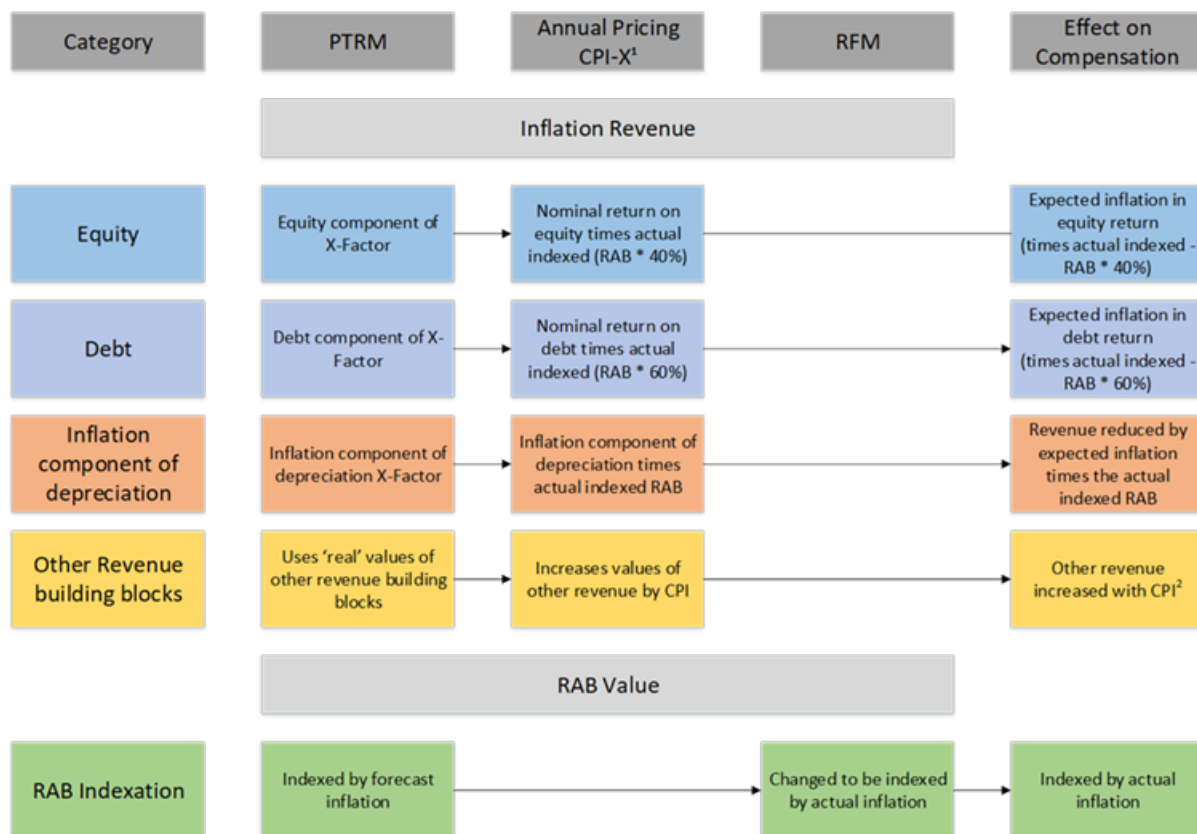 Category
PTRM
Annual Pricing
CPI-X¹
RFM
Effect on
Compensation
Inflation Revenue
Equity
Equity component of
X-Factor
Nominal return on
equity times actual
indexed (RAB * 40%)
Expected inflation in
equity return
(times actual indexed -
RAB * 40%)
Debt
Debt component of X-
Factor
Nominal return on
debt times actual
indexed (RAB * 60%)
Expected inflation in
debt return
(times actual indexed -
RAB * 60%)
Inflation
component of
depreciation
Inflation component of
depreciation X-Factor
Inflation component of
depreciation times
actual indexed RAB
Revenue reduced by
expected inflation
times the actual
indexed RAB
Other Revenue
building blocks
Uses ‘real’ values of
other revenue building
blocks
Increases values of
other revenue by CPI
Other revenue
increased with CPI²
RAB Value
RAB Indexation
Indexed by forecast
inflation
Changed to be indexed
by actual inflation
Indexed by actual
inflation